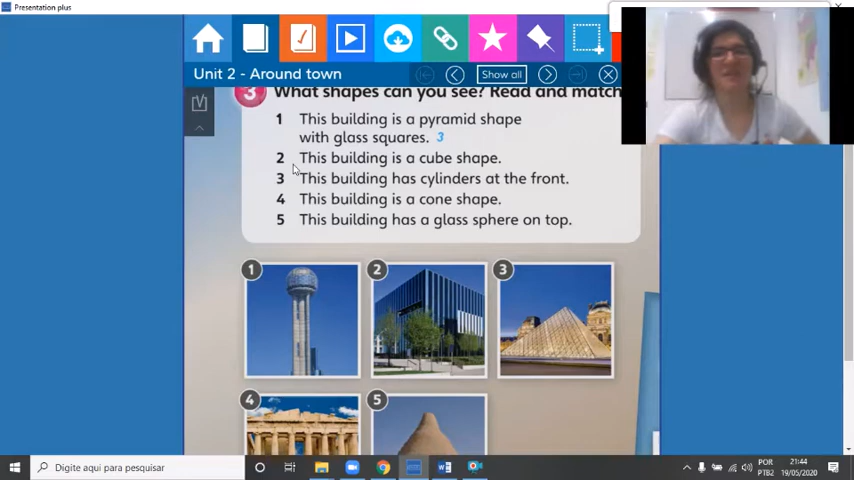 Presentation plus
Unit 2 - Around town
Show all
3 What shapes can you see? Read and match
1 This building is a pyramid shape
with glass squares. 3
2 This building is a cube shape.
3 This building has cylinders at the front.
4 This building is a cone shape.
5 This building has a glass sphere on top.
1
2
3
4
5
Digite aqui para pesquisar
POR
PTB2
21:44
19/05/2020